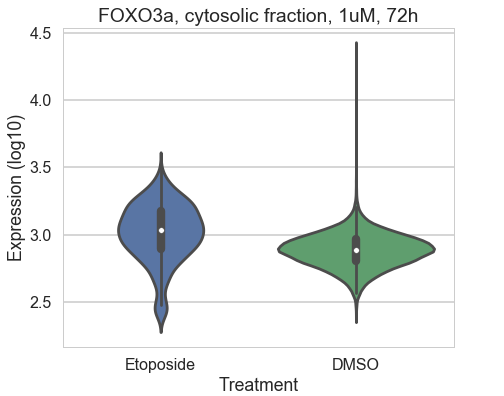 FOXO3a, cytosolic fraction, 1uM, 72h
4.5
4.0
3.5
3.0
2.5
Expression (log10)
Etoposide
DMSO
Treatment